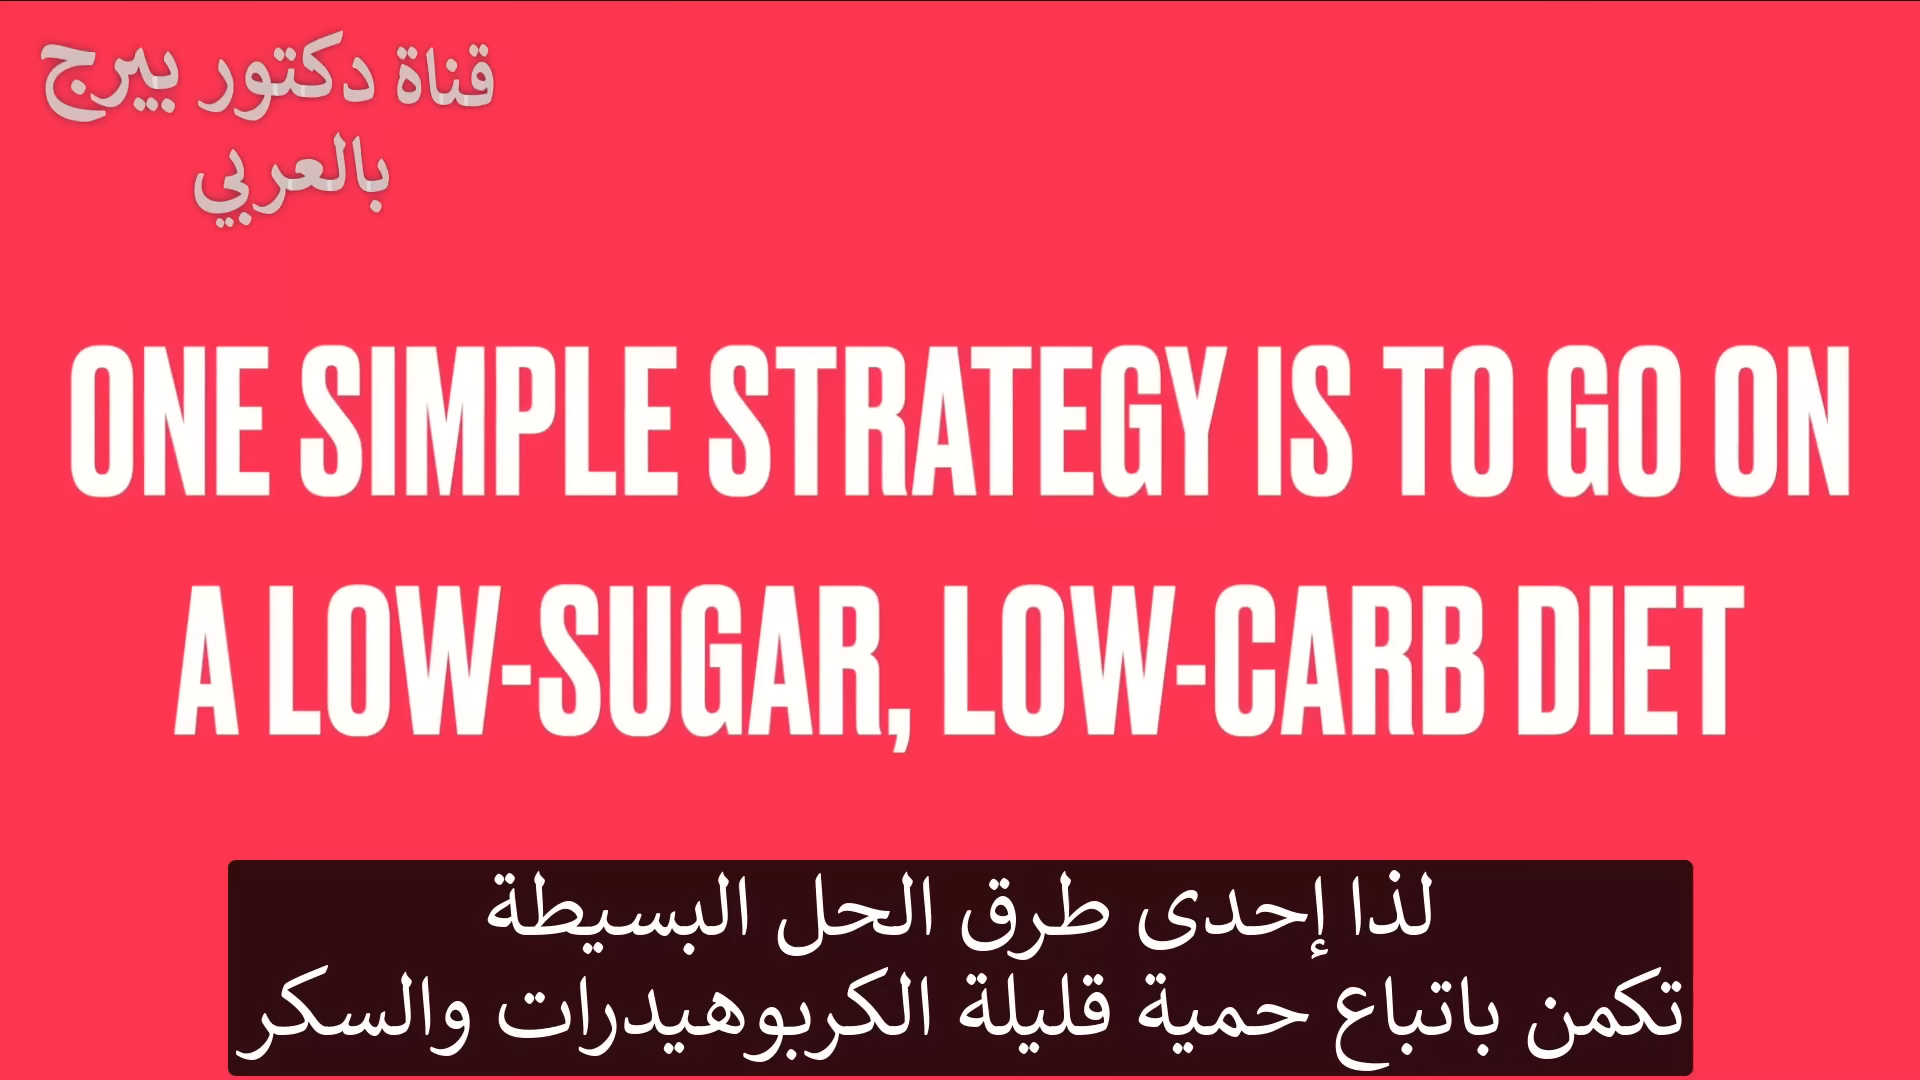 قناة دكتور بيرج
بالعربي
ONE SIMPLE STRATEGY IS TO GO ON
A LOW-SUGAR, LOW-CARB DIET
لذا إحدى طرق الحل البسيطة
تكمن باتباع حمية قليلة الكربوهيدرات والسكر